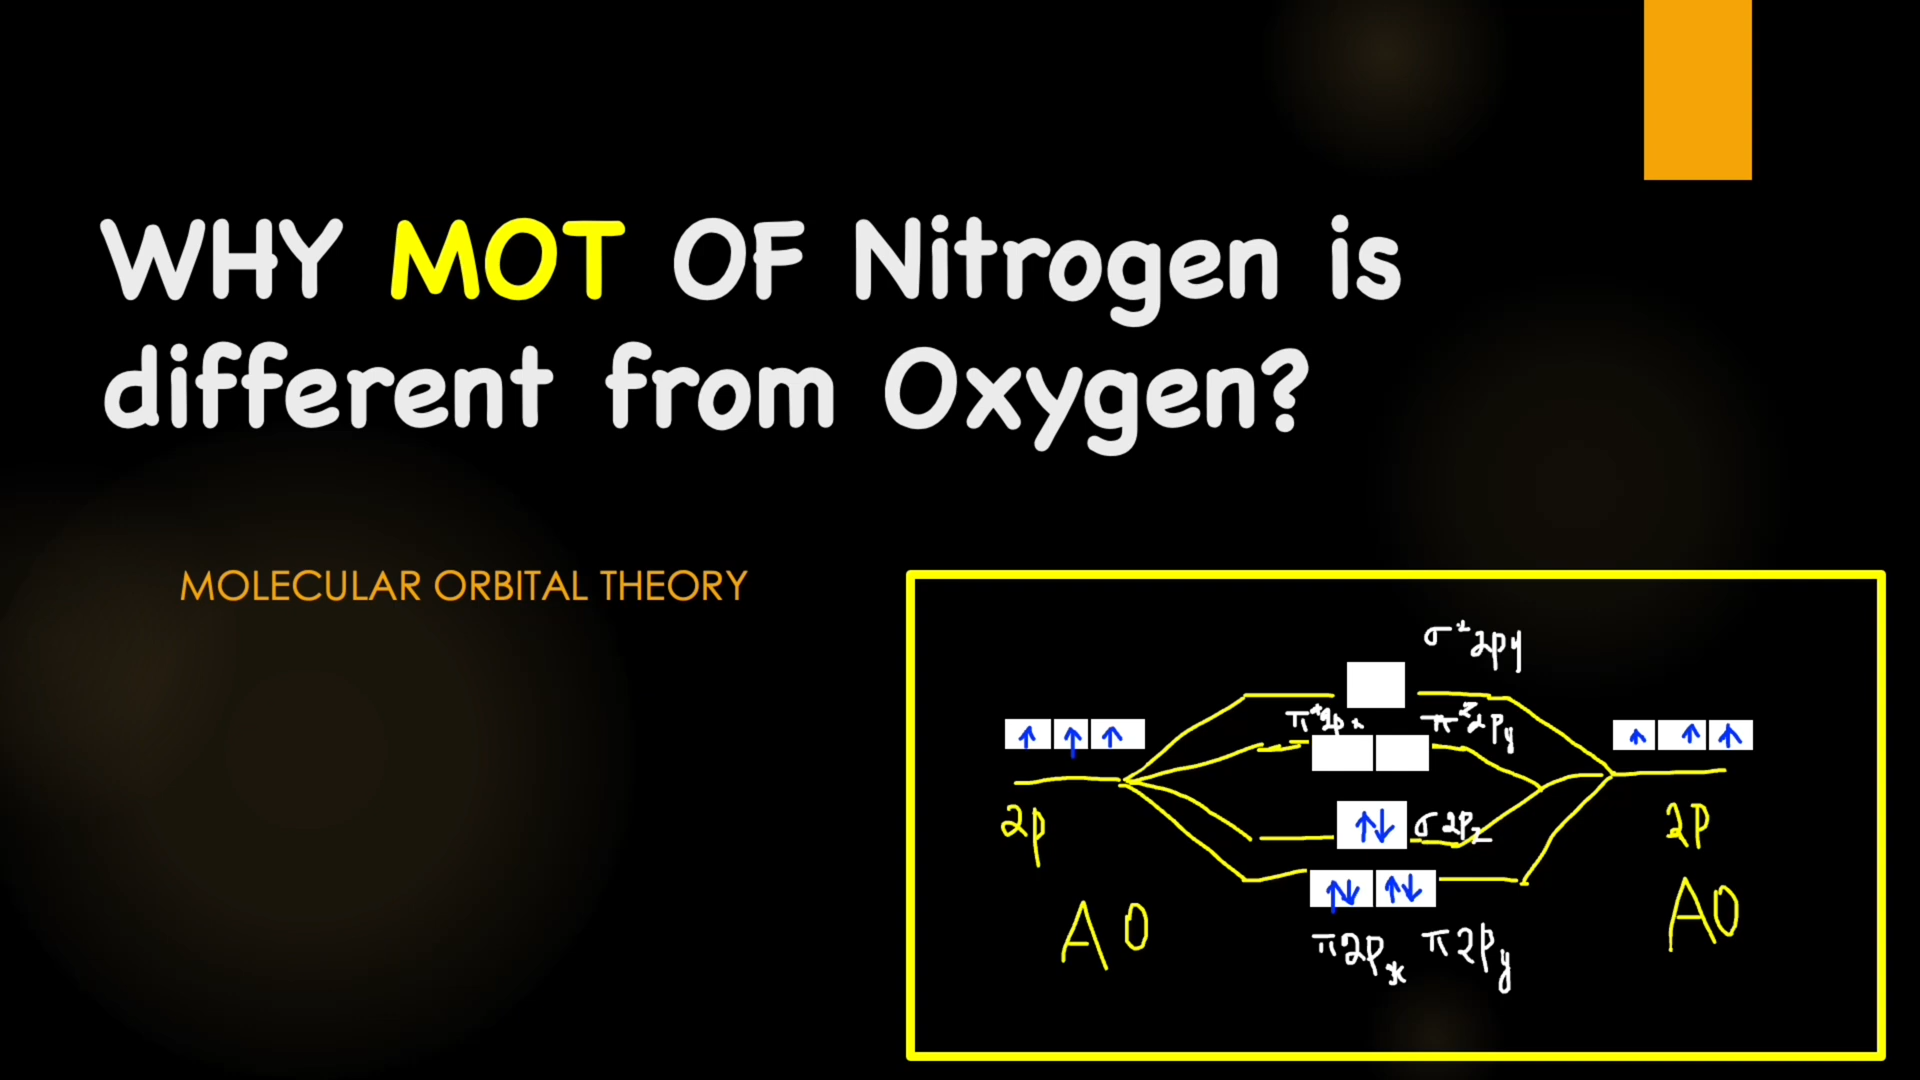 WHY MOT OF Nitrogen is
different from Oxygen?
MOLECULAR ORBITAL THEORY
σ* 2py
π* 2px
π* 2py
2p
σ 2pz
2P
AO
AO
π2px π2py